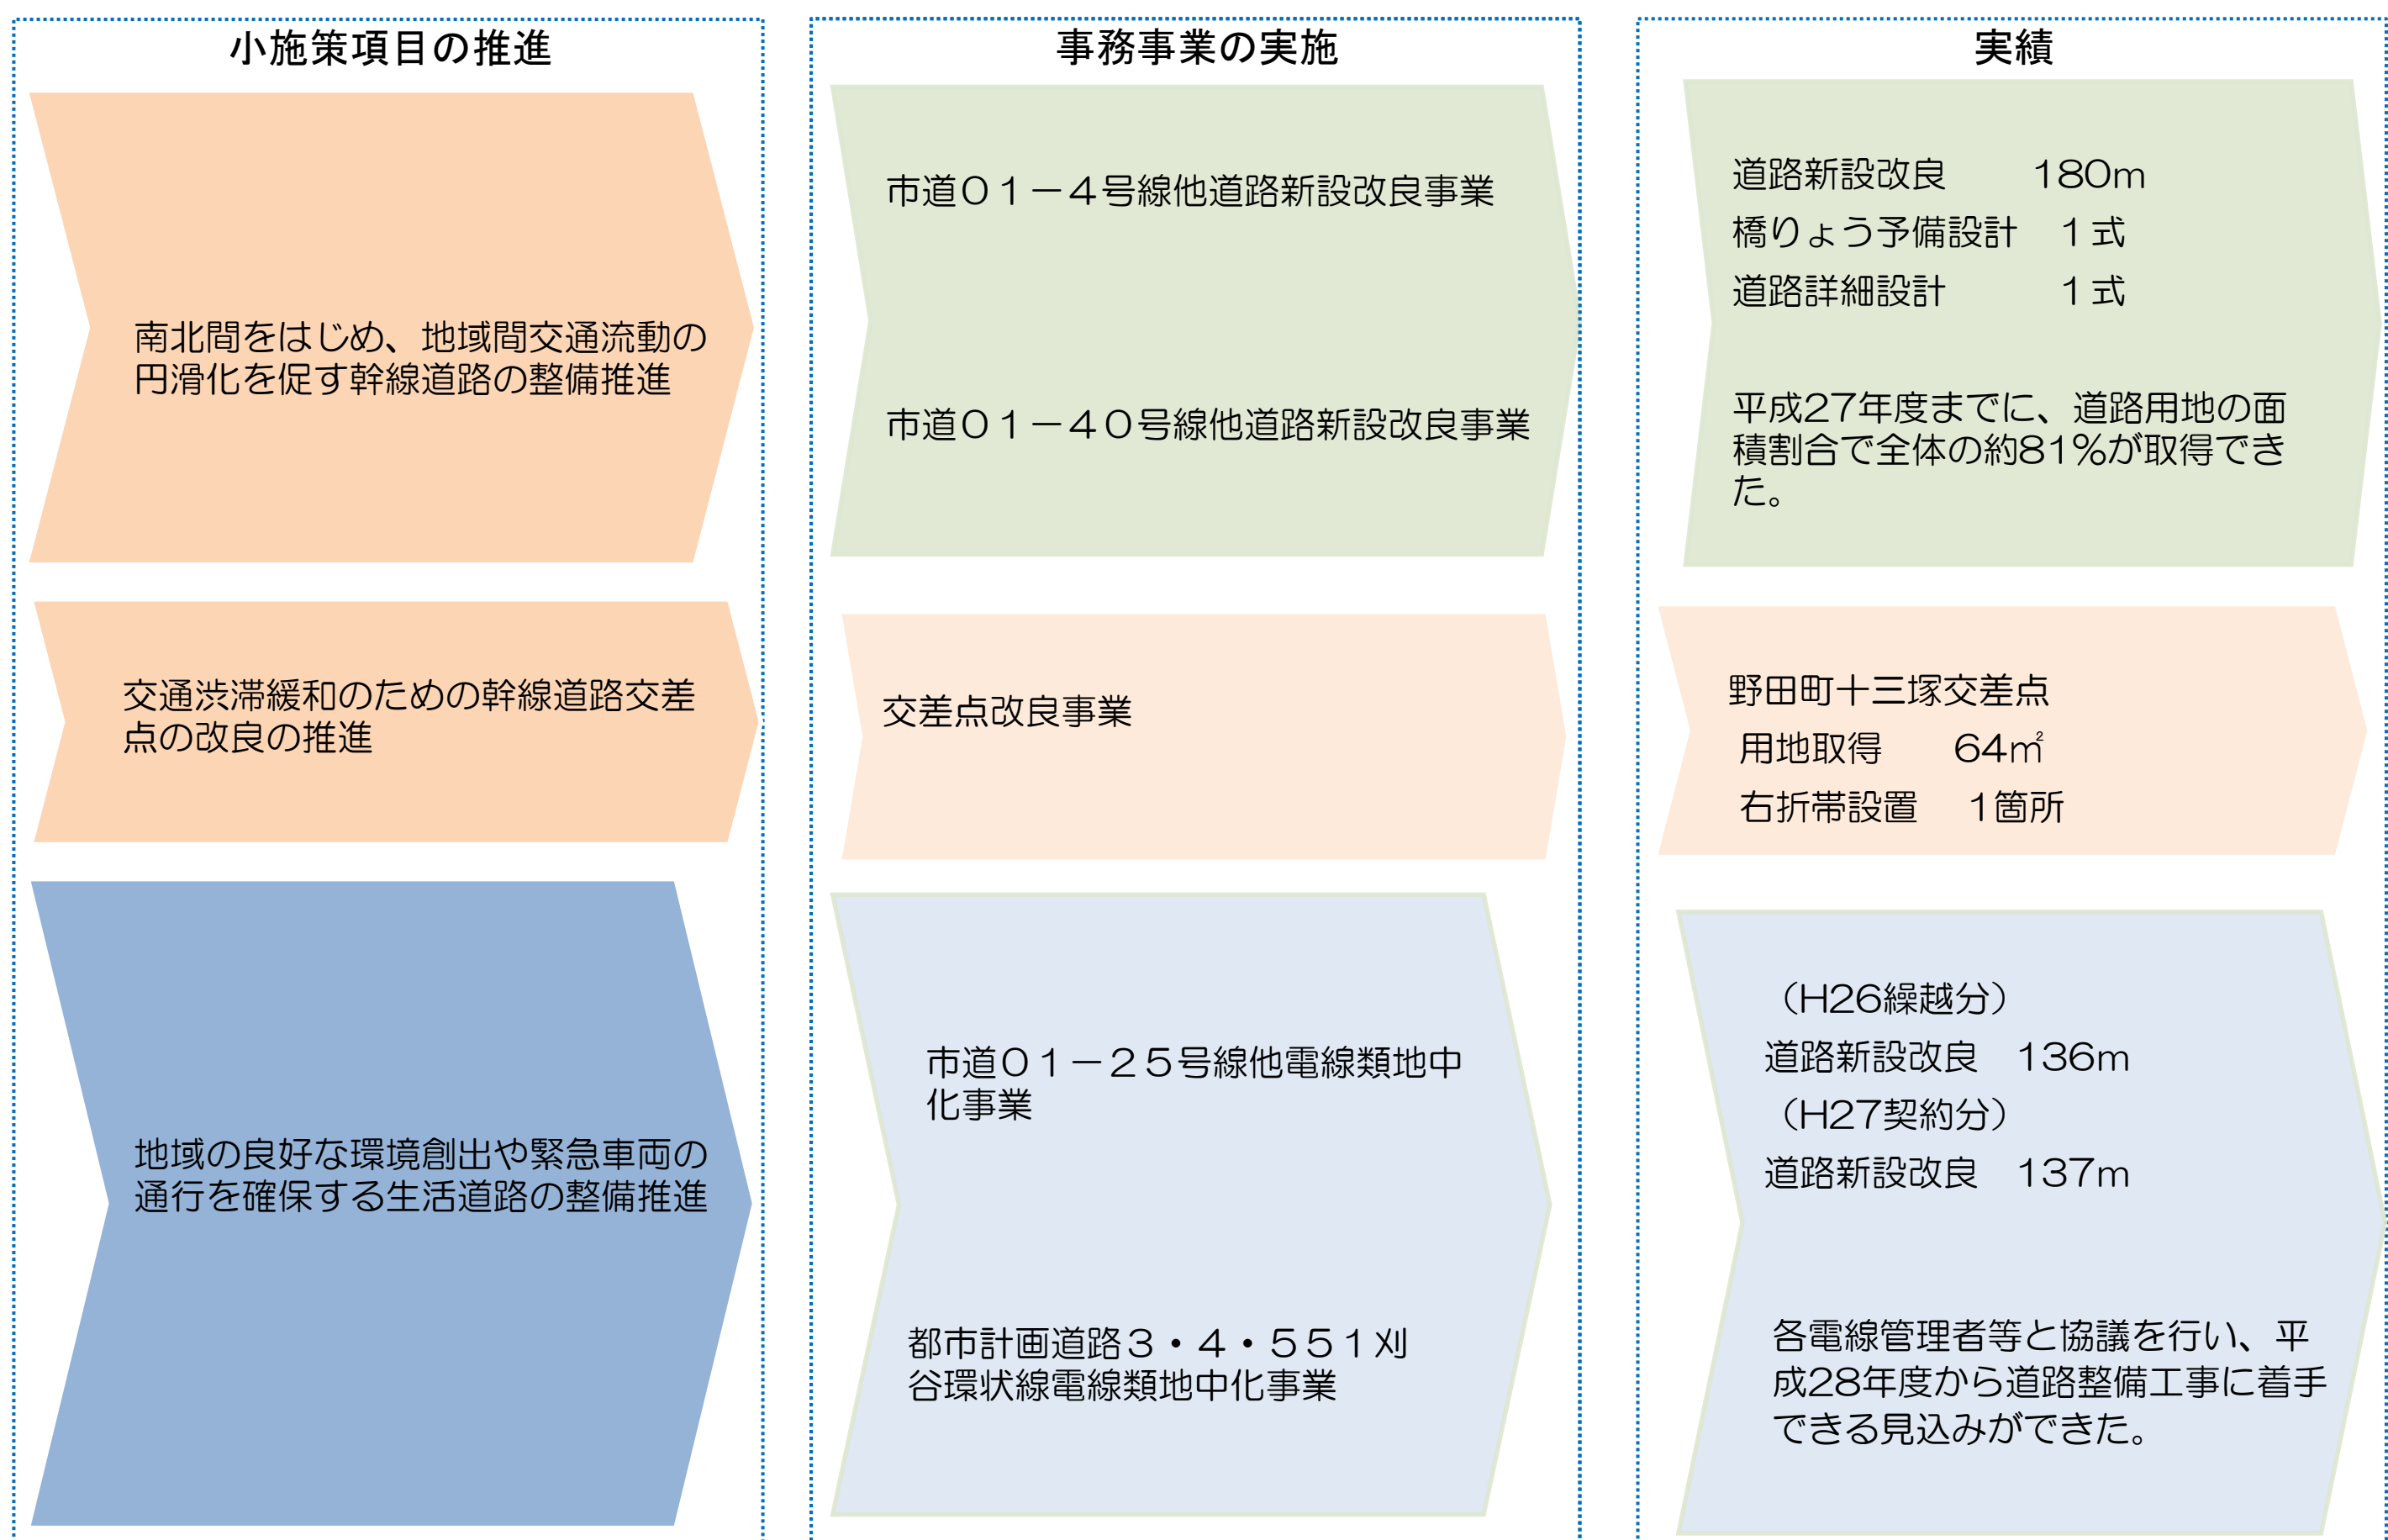 小施策項目の推進
南北間をはじめ、地域間交通流動の
円滑化を促す幹線道路の整備推進
交通渋滞緩和のための幹線道路交差
点の改良の推進
地域の良好な環境創出や緊急車両の
通行を確保する生活道路の整備推進
事務事業の実施
市道０１－４号線他道路新設改良事業
市道０１－４０号線他道路新設改良事業
交差点改良事業
市道０１－２５号線他電線類地中
化事業
都市計画道路３・４・５５１刈
谷環状線電線類地中化事業
実績
道路新設改良　　180m
橋りょう予備設計　１式
道路詳細設計　　　１式
平成27年度までに、道路用地の面
積割合で全体の約81％が取得でき
た。
野田町十三塚交差点
用地取得　　64㎡
右折帯設置　1箇所
（H26繰越分）
道路新設改良　136m
（H27契約分）
道路新設改良　137m
各電線管理者等と協議を行い、平
成28年度から道路整備工事に着手
できる見込みができた。